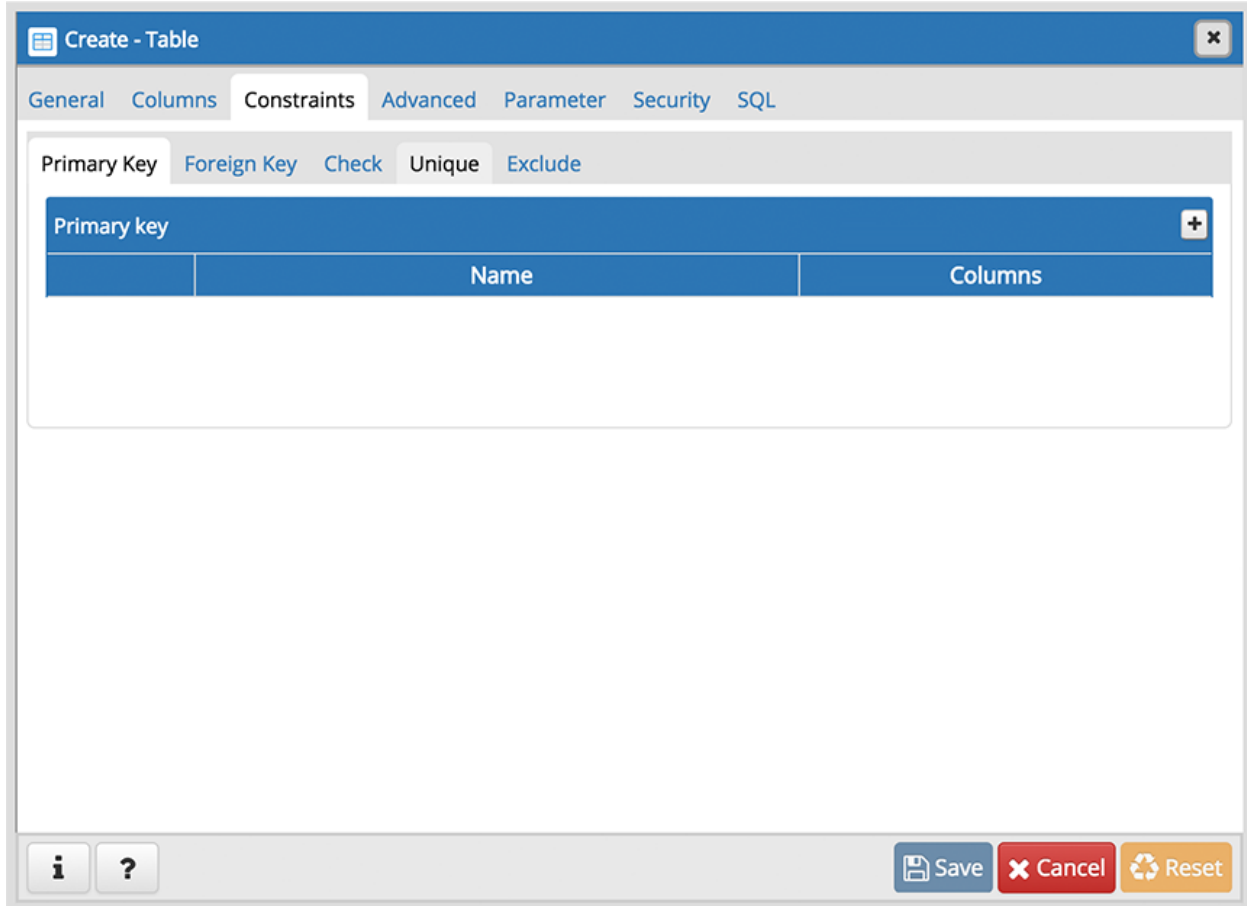 Create - Table
General Columns Constraints Advanced Parameter Security SQL
Primary Key Foreign Key Check Unique Exclude
Primary key
Name Columns
Save Cancel Reset